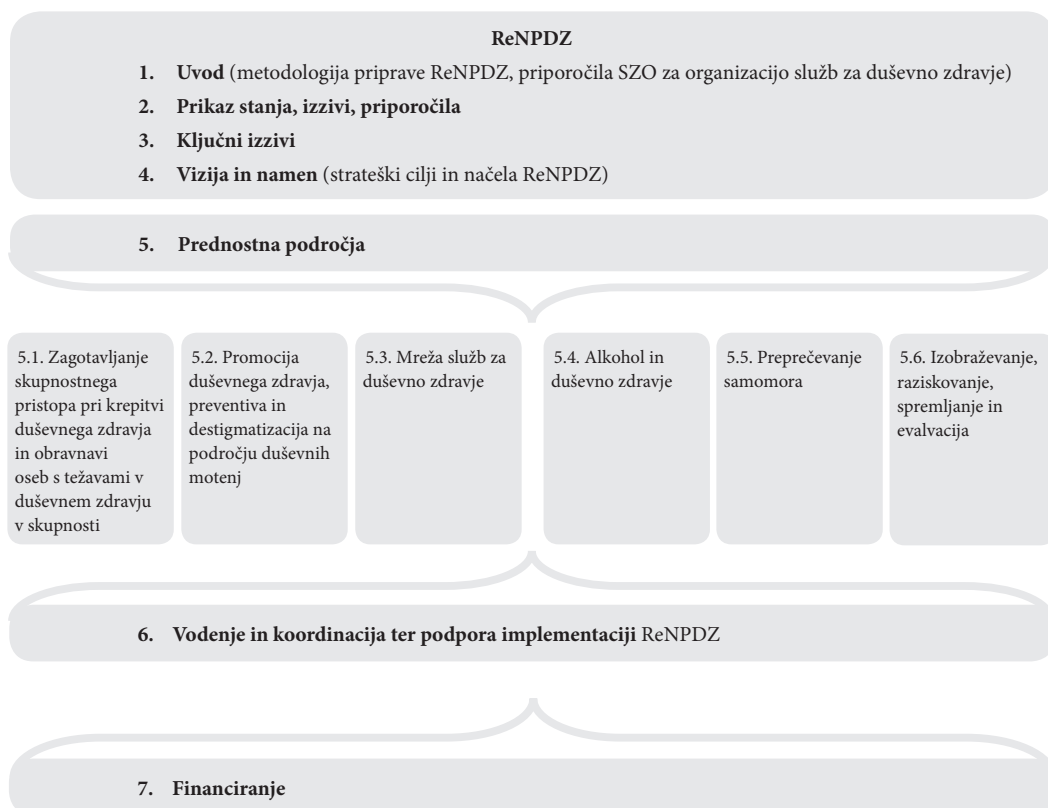 ReNPDZ
1. Uvod (metodologija priprave ReNPDZ, priporočila SZO za organizacijo služb za duševno zdravje)
2. Prikaz stanja, izzivi, priporočila
3. Ključni izzivi
4. Vizija in namen (strateški cilji in načela ReNPDZ)
5. Prednostna področja
5.1. Zagotavljanje
skupnostnega
pristopa pri krepitvi
duševnega zdravja
in obravnavi
oseb s težavami v
duševnem zdravju
v skupnosti
5.2. Promocija
duševnega zdravja,
preventiva in
destigmatizacija na
področju duševnih
motenj
5.3. Mreža služb za
duševno zdravje
5.4. Alkohol in
duševno zdravje
5.5. Preprečevanje
samomora
5.6. Izobraževanje,
raziskovanje,
spremljanje in
evalvacija
6. Vodenje in koordinacija ter podpora implementaciji ReNPDZ
7. Financiranje